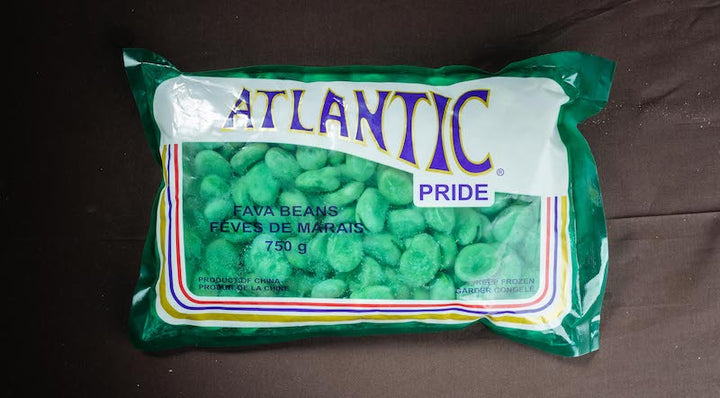 ATLANTIC
®
PRIDE
FAVA BEANS
FÈVES DE MARAIS
750 g
PRODUCT OF CHINA
PRODUIT DE LA CHINE
KEEP FROZEN
GARDER CONGELÉ